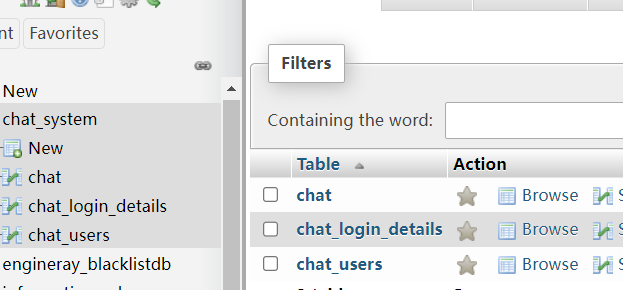 nt
Favorites
New
chat_system
New
chat
chat_login_details
chat_users
engineray_blacklistdb
Filters
Containing the word:
Table Action
chat Browse S
chat_login_details Browse S
chat_users Browse S